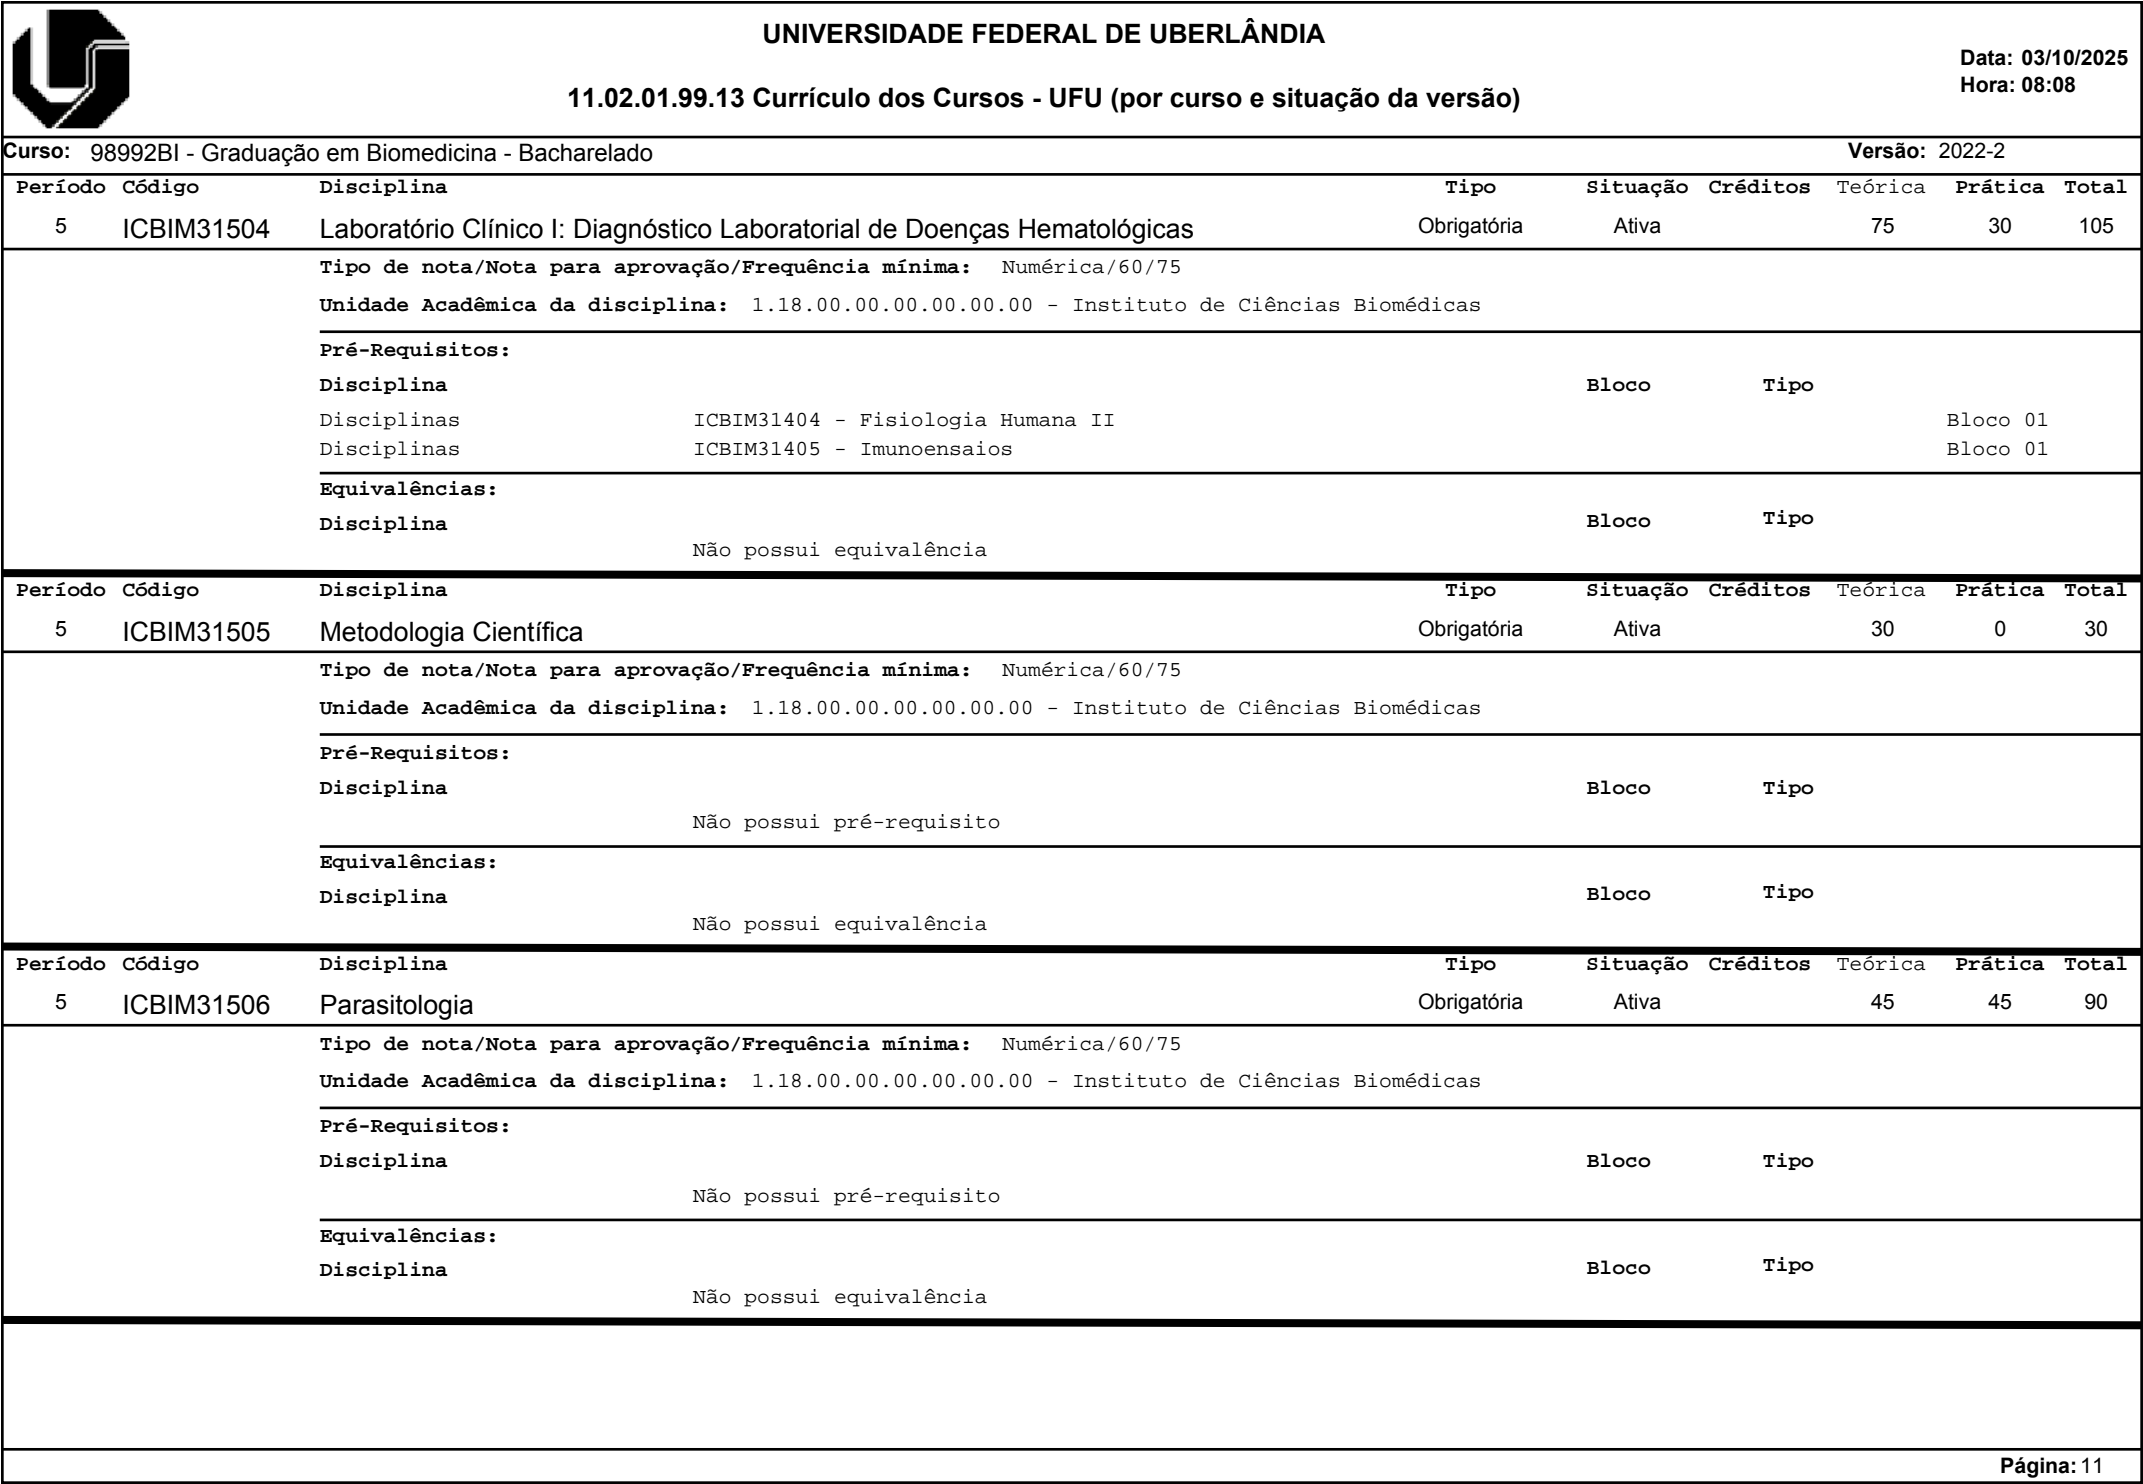 UNIVERSIDADE FEDERAL DE UBERLÂNDIA
Data: 03/10/2025
Hora: 08:08
11.02.01.99.13 Currículo dos Cursos - UFU (por curso e situação da versão)
Curso: 98992BI - Graduação em Biomedicina - Bacharelado Versão: 2022-2
Período Código Disciplina Tipo Situação Créditos Teórica Prática Total
5 ICBIM31504 Laboratório Clínico I: Diagnóstico Laboratorial de Doenças Hematológicas Obrigatória Ativa 75 30 105
Tipo de nota/Nota para aprovação/Frequência mínima: Numérica/60/75
Unidade Acadêmica da disciplina: 1.18.00.00.00.00.00.00 - Instituto de Ciências Biomédicas
Pré-Requisitos:
Disciplina Bloco Tipo
Disciplinas ICBIM31404 - Fisiologia Humana II Bloco 01
Disciplinas ICBIM31405 - Imunoensaios Bloco 01
Equivalências:
Disciplina Bloco Tipo
Não possui equivalência
Período Código Disciplina Tipo Situação Créditos Teórica Prática Total
5 ICBIM31505 Metodologia Científica Obrigatória Ativa 30 0 30
Tipo de nota/Nota para aprovação/Frequência mínima: Numérica/60/75
Unidade Acadêmica da disciplina: 1.18.00.00.00.00.00.00 - Instituto de Ciências Biomédicas
Pré-Requisitos:
Disciplina Bloco Tipo
Não possui pré-requisito
Equivalências:
Disciplina Bloco Tipo
Não possui equivalência
Período Código Disciplina Tipo Situação Créditos Teórica Prática Total
5 ICBIM31506 Parasitologia Obrigatória Ativa 45 45 90
Tipo de nota/Nota para aprovação/Frequência mínima: Numérica/60/75
Unidade Acadêmica da disciplina: 1.18.00.00.00.00.00.00 - Instituto de Ciências Biomédicas
Pré-Requisitos:
Disciplina Bloco Tipo
Não possui pré-requisito
Equivalências:
Disciplina Bloco Tipo
Não possui equivalência
Página: 11